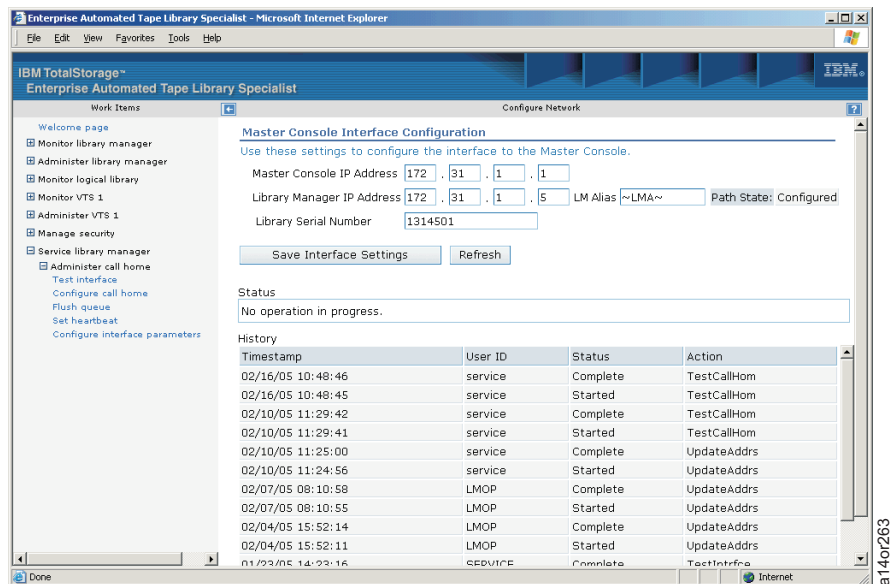 Enterprise Automated Tape Library Specialist - Microsoft Internet Explorer
File Edit View Favorites Tools Help
IBM TotalStorage™
Enterprise Automated Tape Library Specialist
IBM.
Work Items
Configure Network
?
Welcome page
Monitor library manager
Administer library manager
Monitor logical library
Monitor VTS 1
Administer VTS 1
Manage security
Service library manager
Administer call home
Test interface
Configure call home
Flush queue
Set heartbeat
Configure interface parameters
Master Console Interface Configuration
Use these settings to configure the interface to the Master Console.
Master Console IP Address 172 . 31 . 1 . 1
Library Manager IP Address 172 . 31 . 1 . 5 LM Alias ~LMA~ Path State: Configured
Library Serial Number 1314501
Save Interface Settings Refresh
Status
No operation in progress.
History
Timestamp User ID Status Action
02/16/05 10:48:46 service Complete TestCallHom
02/16/05 10:48:45 service Started TestCallHom
02/10/05 11:29:42 service Complete TestCallHom
02/10/05 11:29:41 service Started TestCallHom
02/10/05 11:25:00 service Complete UpdateAddrs
02/10/05 11:24:56 service Started UpdateAddrs
02/07/05 08:10:58 LMOP Complete UpdateAddrs
02/07/05 08:10:55 LMOP Started UpdateAddrs
02/04/05 15:52:14 LMOP Complete UpdateAddrs
02/04/05 15:52:11 LMOP Started UpdateAddrs
01/23/05 14:23:16 SERVICE Complete TestIntrfce
Done
Internet
a14or263